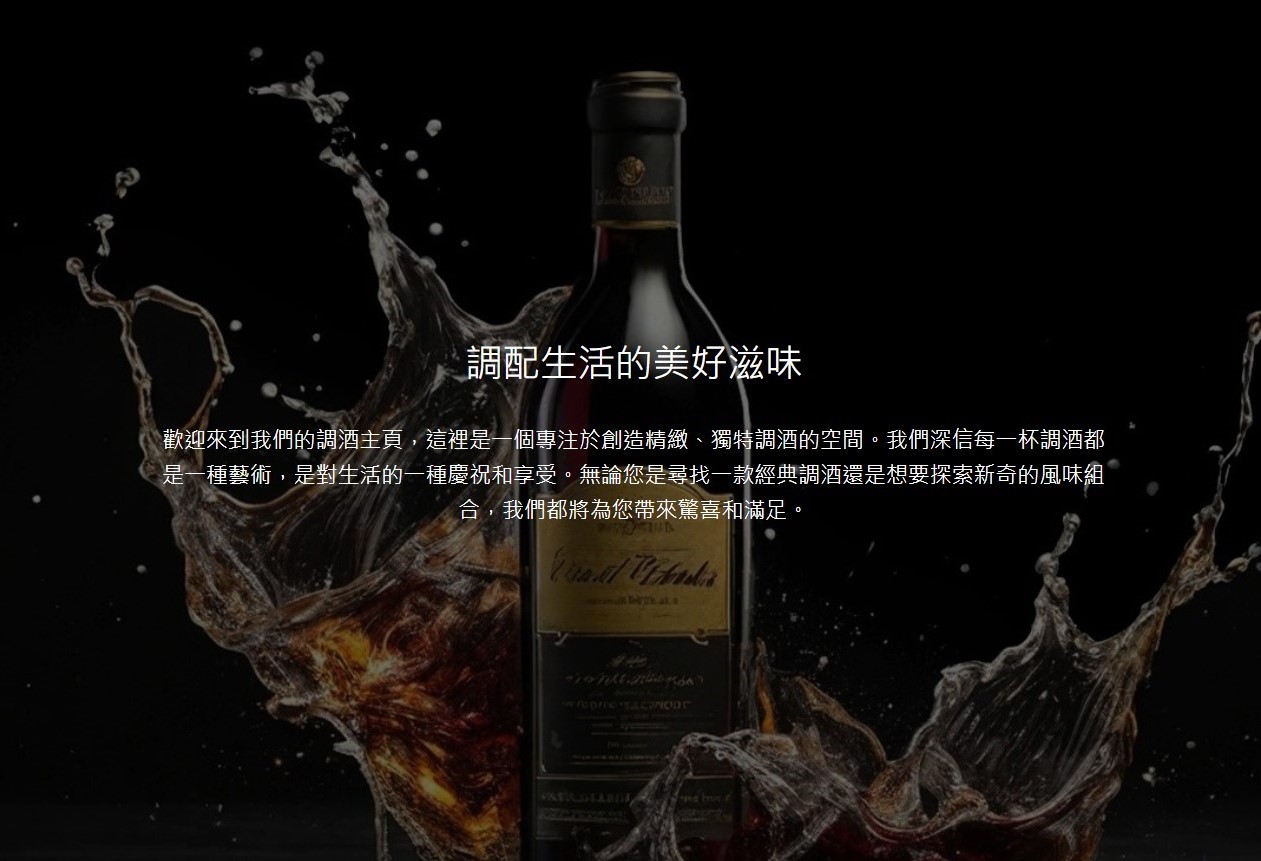 調配生活的美好滋味
歡迎來到我們的調酒主頁，這裡是一個專注於創造精緻、獨特調酒的空間。我們深信每一杯調酒都
是一種藝術，是對生活的一種慶祝和享受。無論您是尋找一款經典調酒還是想要探索新奇的風味組
合，我們都將為您帶來驚喜和滿足。